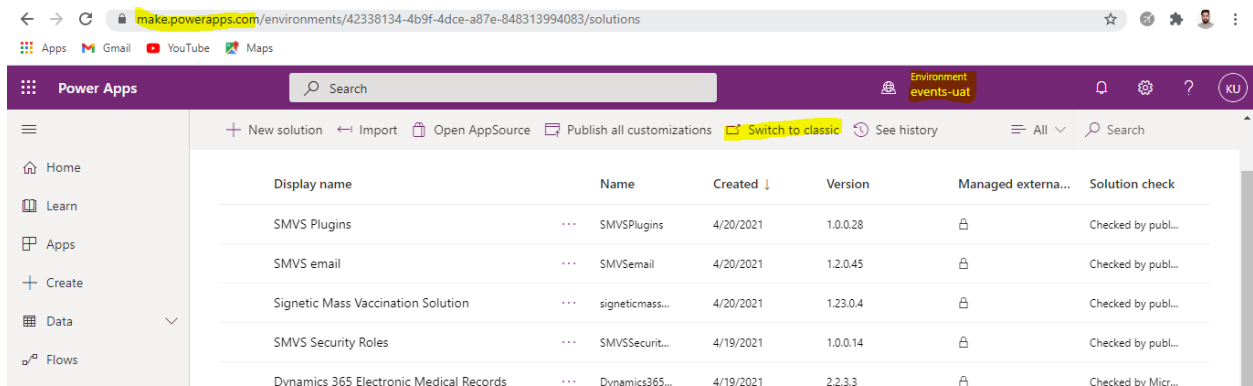 make.powerapps.com/environments/42338134-4b9f-4dce-a87e-848313994083/solutions
Apps Gmail YouTube Maps
Power Apps Search Environment
events-uat ? KU
New solution Import Open AppSource Publish all customizations Switch to classic See history All Search
Home
Learn
Apps
Create
Data
Flows
Display name Name Created ↓ Version Managed externa... Solution check
SMVS Plugins ... SMVSPlugins 4/20/2021 1.0.0.28 Checked by publ...
SMVS email ... SMVSemail 4/20/2021 1.2.0.45 Checked by publ...
Signetic Mass Vaccination Solution ... signeticmass... 4/20/2021 1.23.0.4 Checked by publ...
SMVS Security Roles ... SMVSSecurit... 4/19/2021 1.0.0.14 Checked by publ...
Dynamics 365 Electronic Medical Records ... Dynamics365... 4/19/2021 2.2.3.3 Checked by Micr...